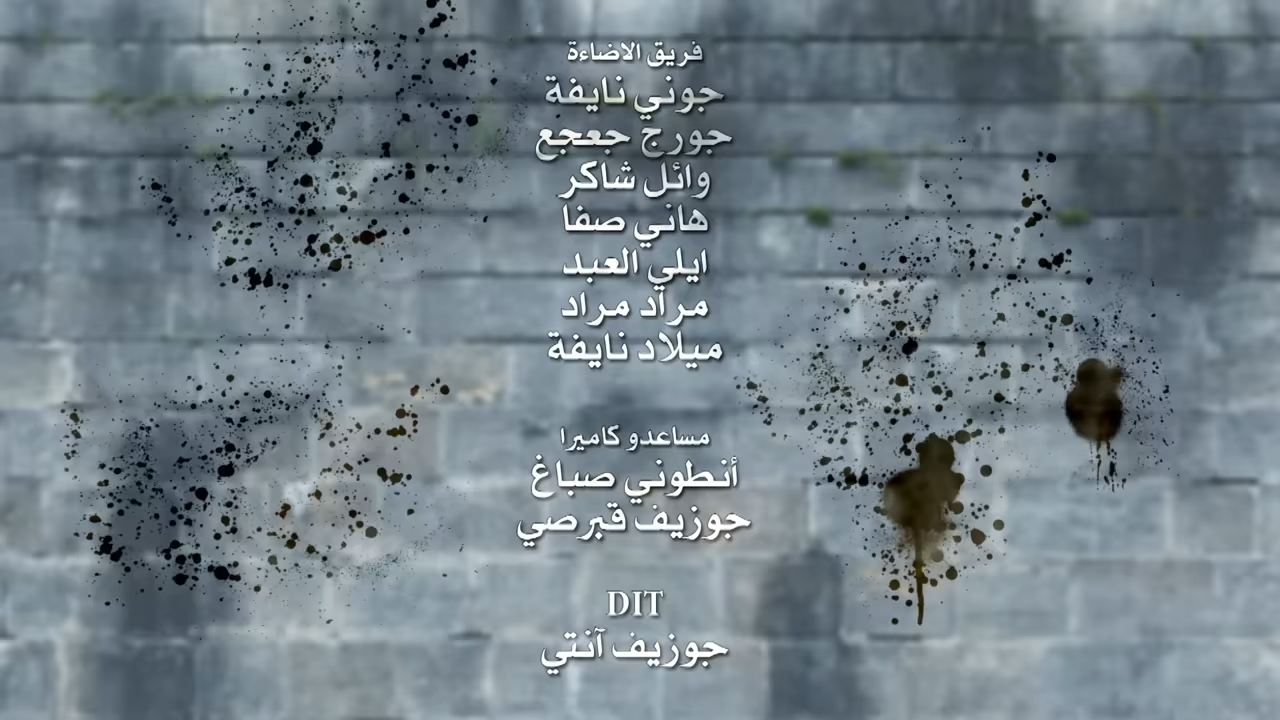 فريق الاضاءة
جوني نايفة
جورج جعجع
وائل شاكر
هاني صفا
ايلي العبد
مراد مراد
ميلاد نايفة
مساعدو كاميرا
أنطوني صباغ
جوزيف قبرصي
DIT
جوزيف آنتي